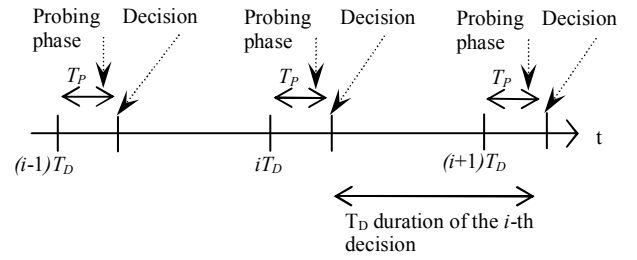 Probing phase
Decision
Probing phase
Decision
Probing phase
Decision
T_P
T_P
T_P
t
(i-1)T_D
iT_D
(i+1)T_D
T_D duration of the i-th
decision